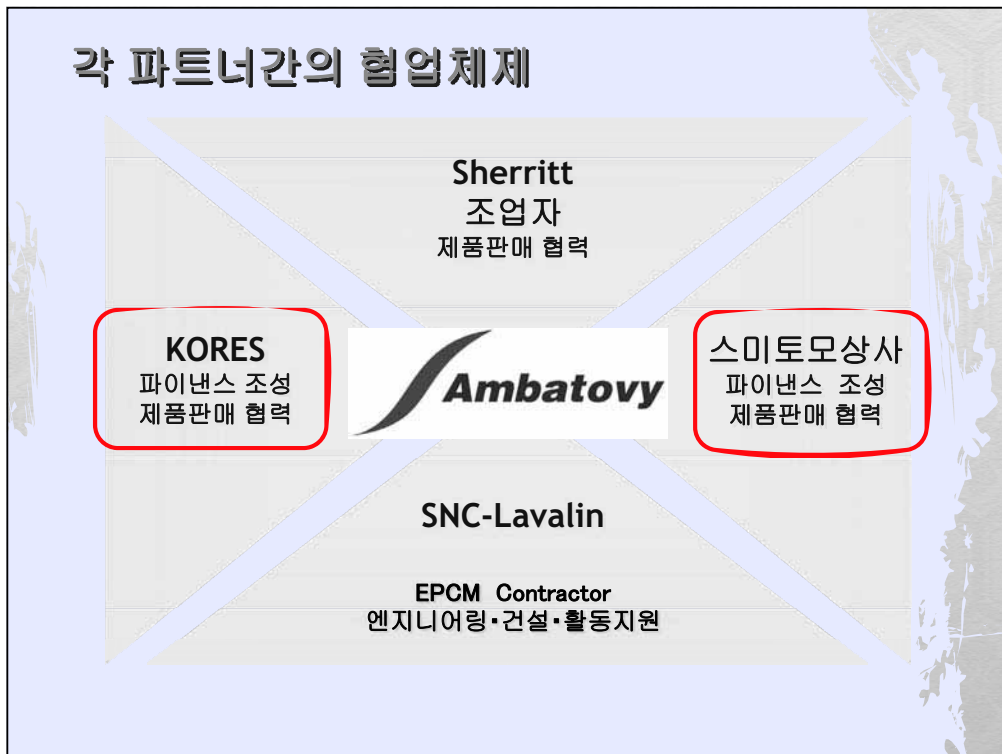 각 파트너간의 협업체제
Sherritt
조업자
제품판매 협력
KORES
파이낸스 조성
제품판매 협력
Ambatovy
스미토모상사
파이낸스 조성
제품판매 협력
SNC-Lavalin
EPCM Contractor
엔지니어링·건설·활동지원